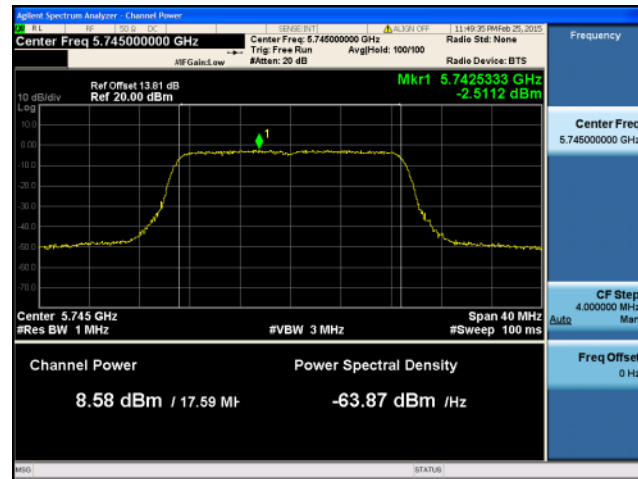 Agilent Spectrum Analyzer - Channel Power
RL RF 50 Ω DC SENSE:INT ALIGN OFF 11:49:35 PM Feb 25, 2015
Center Freq 5.745000000 GHz
Center Freq: 5.745000000 GHz
Radio Std: None
Trig: Free Run Avg|Hold: 100/100
#IFGain:Low #Atten: 20 dB Radio Device: BTS
Frequency
Mkr1 5.7425333 GHz
-2.5112 dBm
Ref Offset 13.81 dB
10 dB/div Ref 20.00 dBm
Log
10.0
0.00
-10.0
-20.0
-30.0
-40.0
-50.0
-60.0
-70.0
1
Center Freq
5.745000000 GHz
Center 5.745 GHz Span 40 MHz
#Res BW 1 MHz #VBW 3 MHz #Sweep 100 ms
CF Step
4.000000 MHz
Auto Man
Channel Power Power Spectral Density
8.58 dBm / 17.59 MH -63.87 dBm /Hz
Freq Offset
0 Hz
MSG STATUS